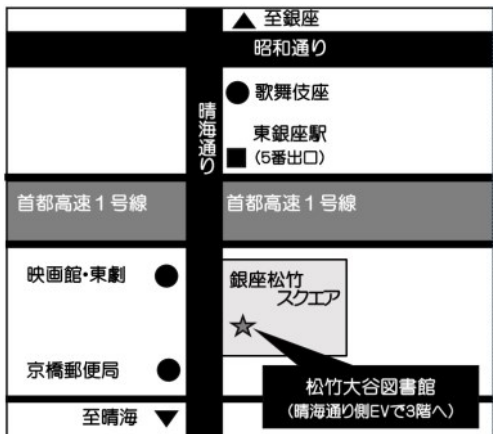 ▲ 至銀座
昭和通り
晴海通り
● 歌舞伎座
東銀座駅
■ (5番出口)
首都高速1号線
首都高速1号線
映画館・東劇 ●
銀座松竹
スクエア
☆
京橋郵便局 ●
松竹大谷図書館
(晴海通り側EVで3階へ)
至晴海 ▼